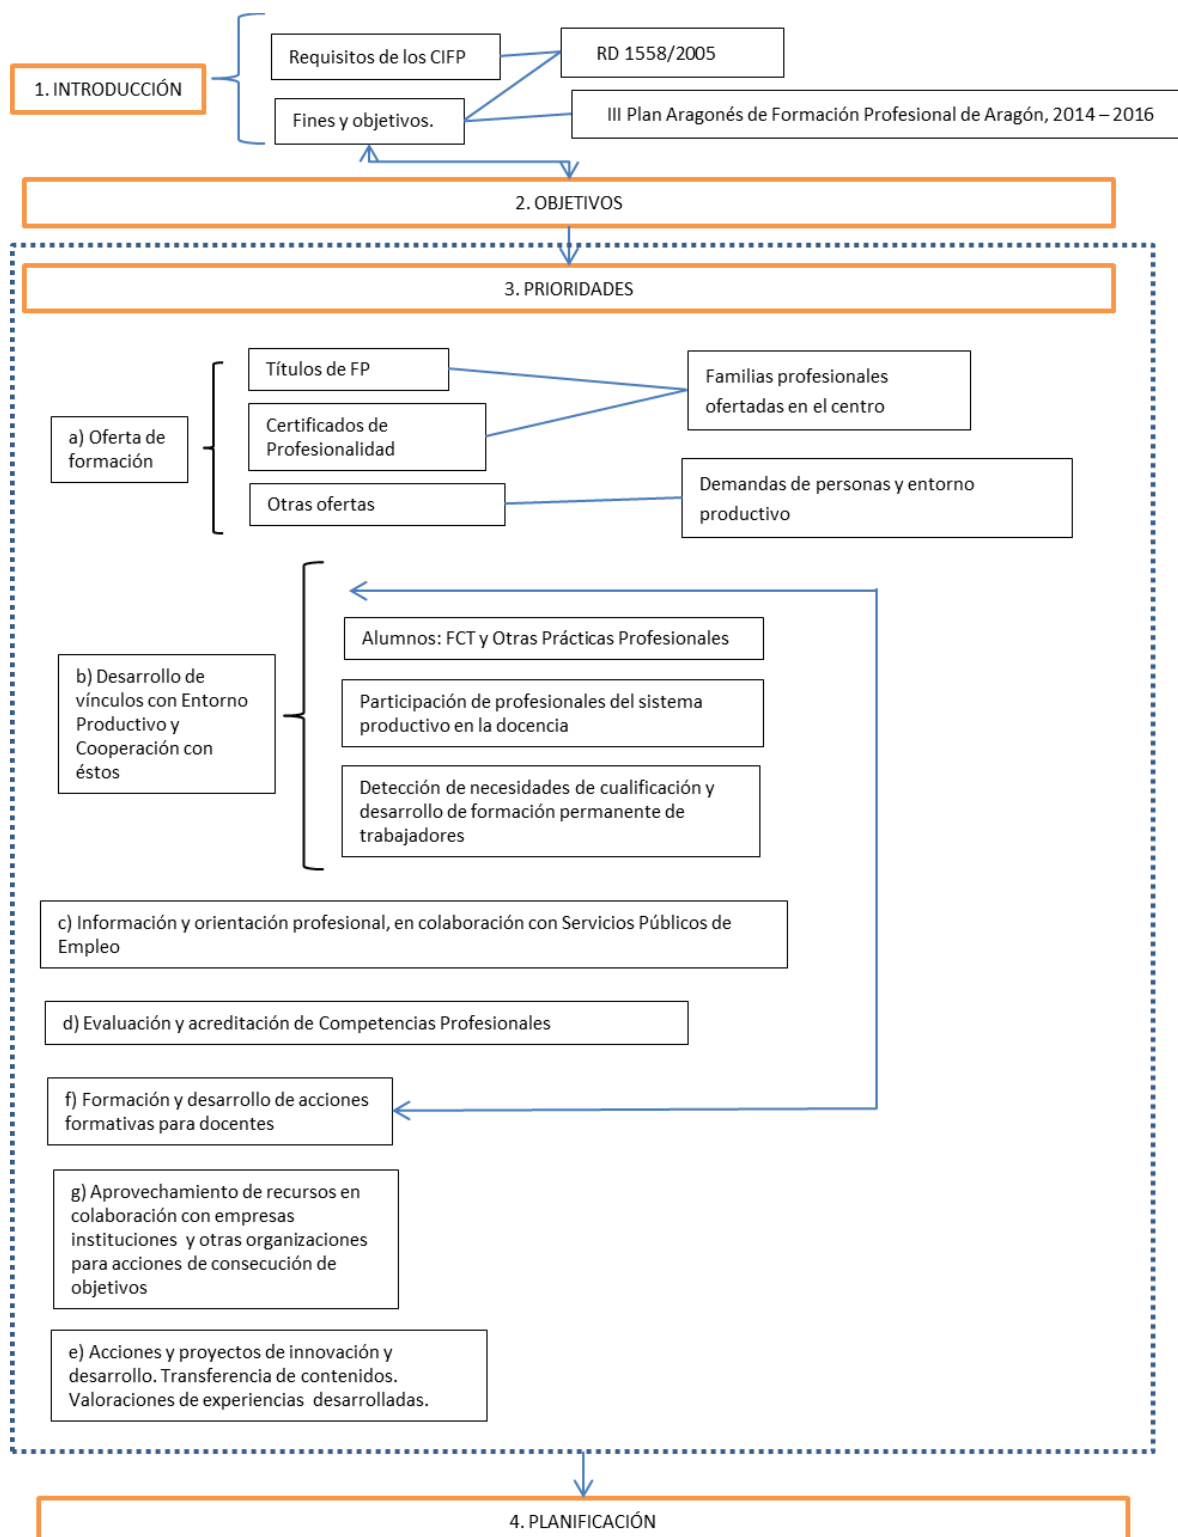 Requisitos de los CIFP
RD 1558/2005
1. INTRODUCCIÓN
Fines y objetivos.
III Plan Aragonés de Formación Profesional de Aragón, 2014 – 2016
2. OBJETIVOS
3. PRIORIDADES
a) Oferta de
formación
Títulos de FP
Certificados de
Profesionalidad
Otras ofertas
Familias profesionales
ofertadas en el centro
Demandas de personas y entorno
productivo
b) Desarrollo de
vínculos con Entorno
Productivo y
Cooperación con
éstos
Alumnos: FCT y Otras Prácticas Profesionales
Participación de profesionales del sistema
productivo en la docencia
Detección de necesidades de cualificación y
desarrollo de formación permanente de
trabajadores
c) Información y orientación profesional, en colaboración con Servicios Públicos de
Empleo
d) Evaluación y acreditación de Competencias Profesionales
f) Formación y desarrollo de acciones
formativas para docentes
g) Aprovechamiento de recursos en
colaboración con empresas
instituciones y otras organizaciones
para acciones de consecución de
objetivos
e) Acciones y proyectos de innovación y
desarrollo. Transferencia de contenidos.
Valoraciones de experiencias desarrolladas.
4. PLANIFICACIÓN